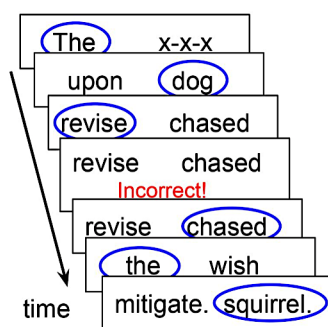 The x-x-x
upon dog
revise chased
revise chased
Incorrect!
revise chased
the wish
mitigate. squirrel.
time